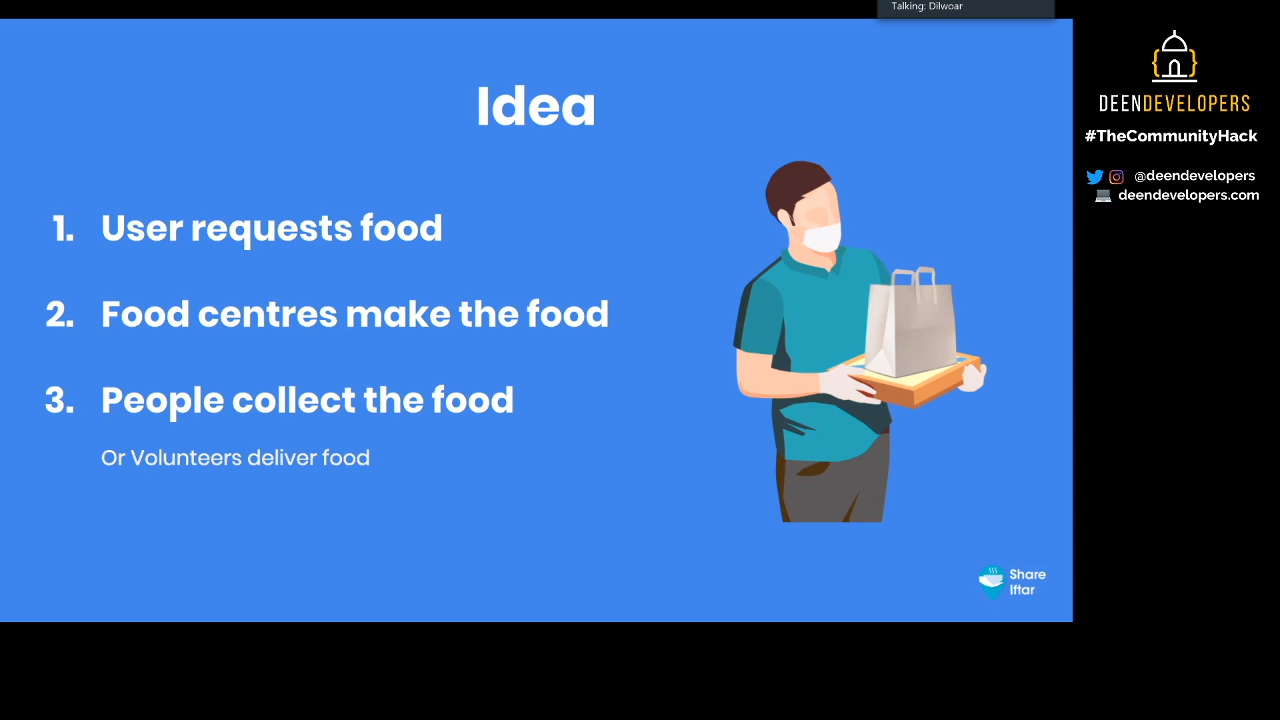 Talking: Dilwoar
Idea
1. User requests food
2. Food centres make the food
3. People collect the food
Or Volunteers deliver food
Share
Iftar
DEENDEVELOPERS
#TheCommunityHack
@deendevelopers
deendevelopers.com